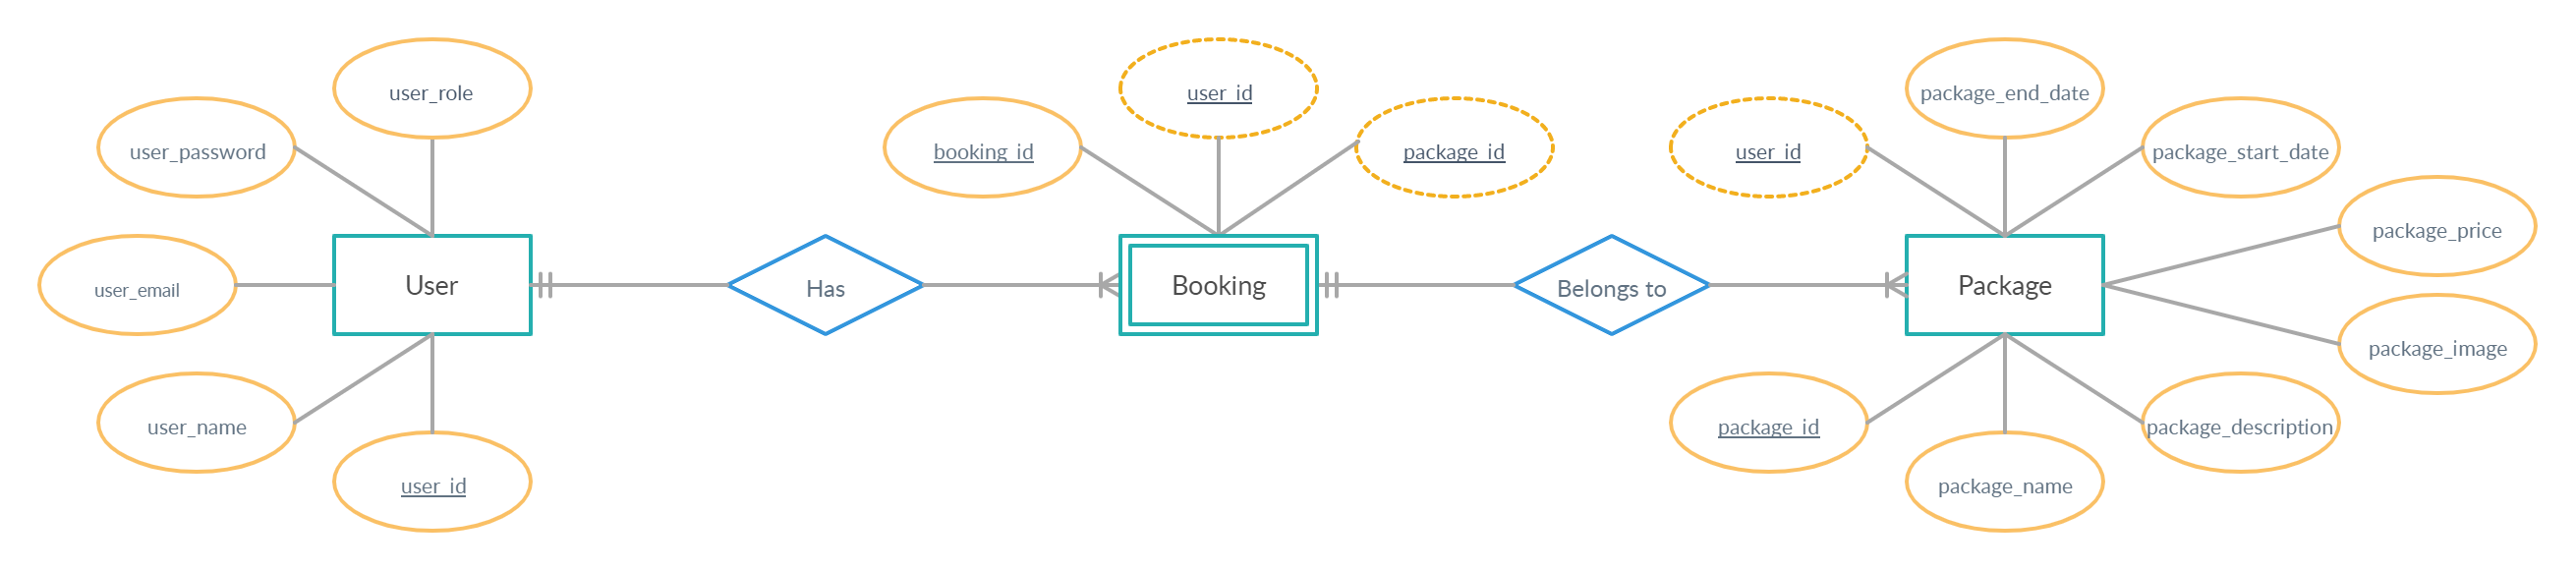 user_role
user_password
user_email
user_name
user_id
User
Has
booking_id
user_id
package_id
Booking
Belongs to
user_id
package_end_date
package_start_date
package_price
package_image
package_description
package_name
package_id
Package